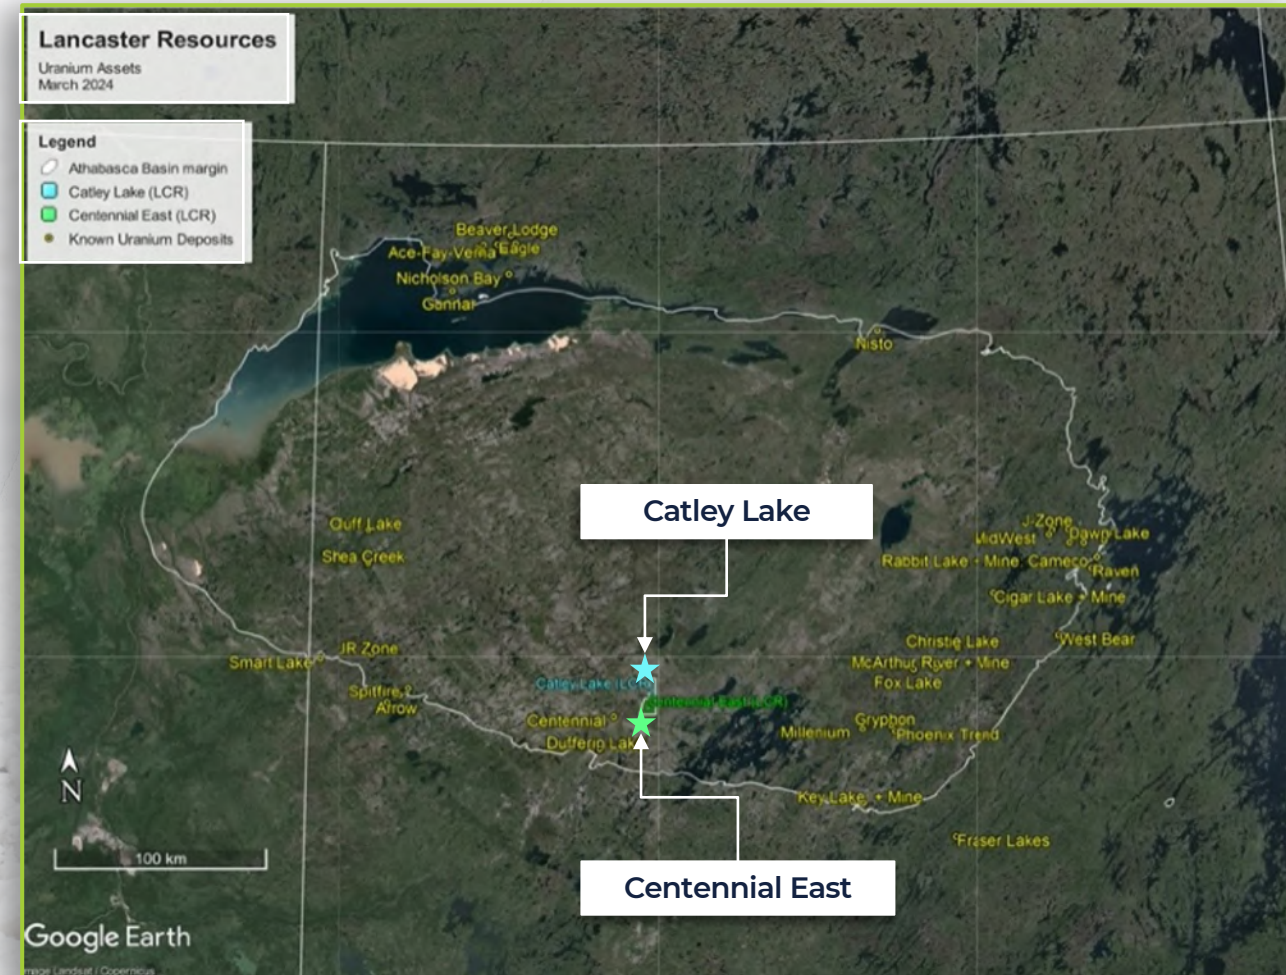 Lancaster Resources
Uranium Assets
March 2024
Legend
Athabasca Basin margin
Catley Lake (LCR)
Centennial East (LCR)
Known Uranium Deposits
Beaver Lodge
Ace-Fay-Verna Eagle
Nicholson Bay
Gunnar
Nisto
Catley Lake
Cluff Lake
Shea Creek
J-Zone
MidWest
Dawn Lake
Rabbit Lake + Mine, Cameco
Raven
Cigar Lake + Mine
Christie Lake
West Bear
JR Zone
Smart Lake
McArthur River + Mine
Fox Lake
Catley Lake (LCR)
Spitfire
Arrow
Centennial East (LCR)
Centennial
Gryphon
Millenium
Phoenix Trend
Dufferin Lake
Key Lake + Mine
Fraser Lakes
N
100 km
Centennial East
Google Earth
Image Landsat / Copernicus